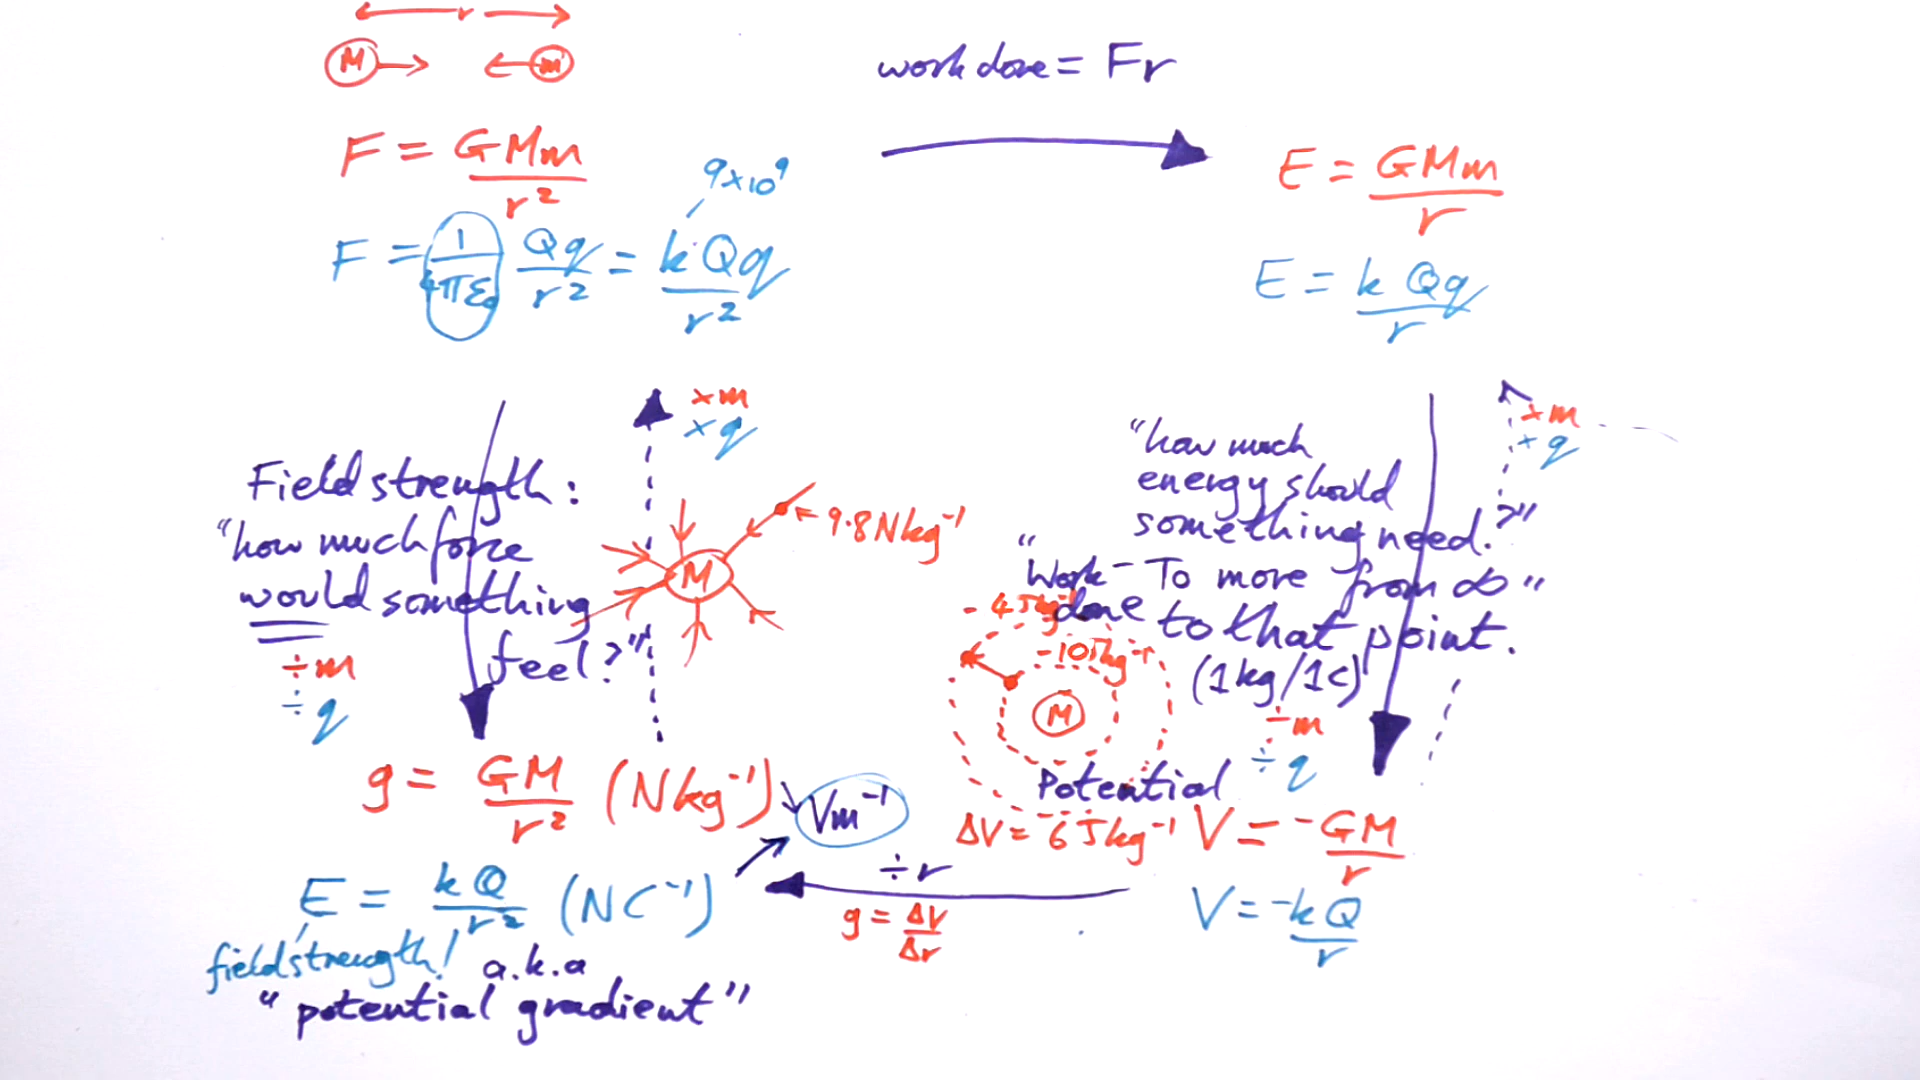 r
M m
work done = Fr
F = GMm / r²
9×10⁹
F = 1/4πε₀ Qq/r² = kQq/r²
E = GMm / r
E = k Qq / r
×m
×q
Field strength:
"how much force
would something
feel?"
÷m
÷q
M
9.8Nkg⁻¹
×m
×q
"how much
energy should
something need?"
"Work- To move from ∞"
done to that point.
(1kg/1C)
÷m
÷q
-4Jkg⁻¹
-10Jkg⁻¹
M
Potential
ΔV = -6Jkg⁻¹
g = GM / r² (Nkg⁻¹)
Vm⁻¹
E = kQ / r² (NC⁻¹)
field strength!
a.k.a
"potential gradient"
÷r
g = ΔV / Δr
V = -GM / r
V = -kQ / r